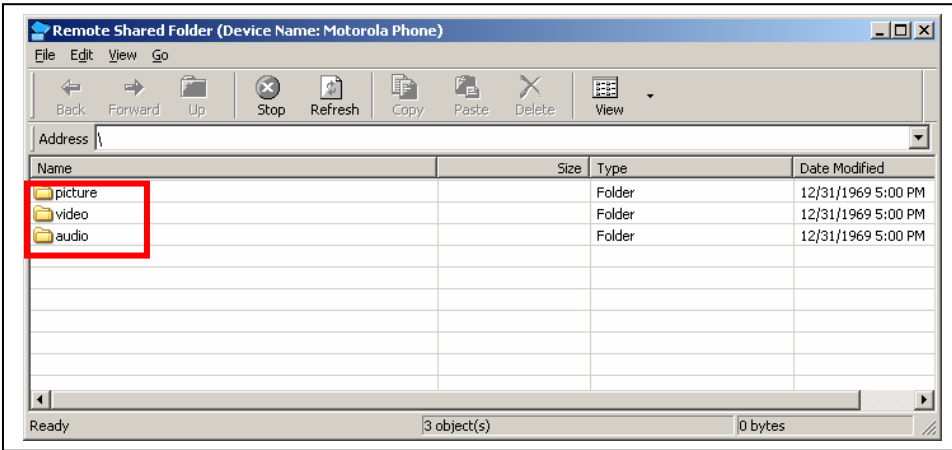 Remote Shared Folder (Device Name: Motorola Phone)
File Edit View Go
Back Forward Up Stop Refresh Copy Paste Delete View
Address \
Name Size Type Date Modified
picture Folder 12/31/1969 5:00 PM
video Folder 12/31/1969 5:00 PM
audio Folder 12/31/1969 5:00 PM
Ready 3 object(s) 0 bytes